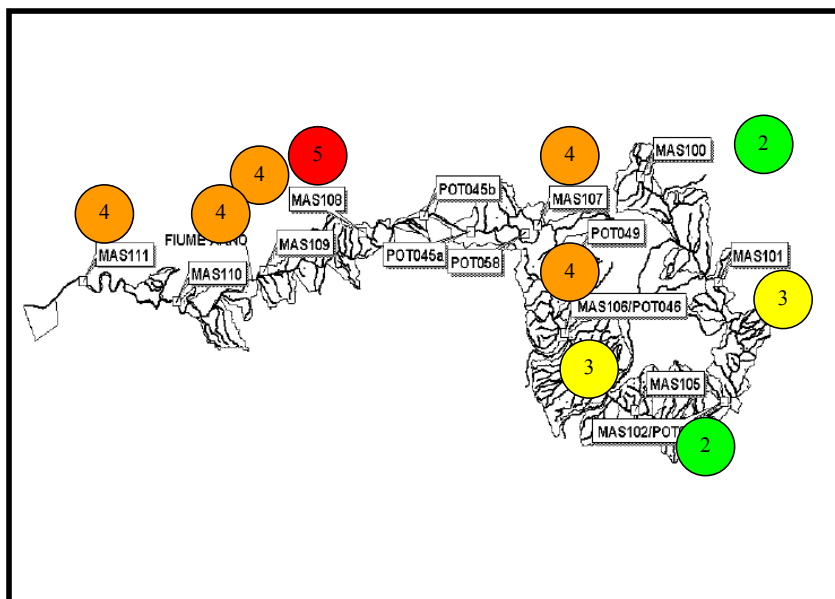 5
4
2
4
MAS100
4
4
POT045b
MAS108
MAS107
FIUME
POT049
MAS111
MAS109
POT045a
POT058
MAS101
MAS110
4
3
MAS106/POT046
3
MAS105
MAS102/
2